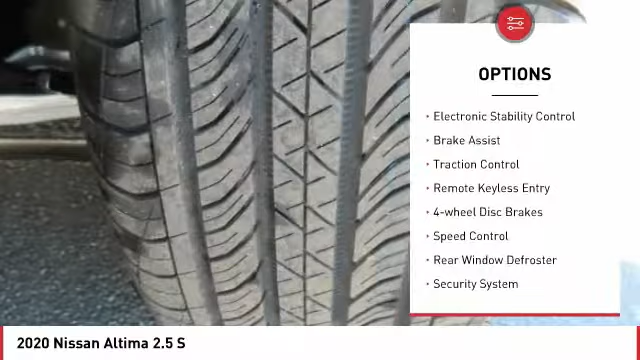 OPTIONS
• Electronic Stability Control
• Brake Assist
• Traction Control
• Remote Keyless Entry
• 4-wheel Disc Brakes
• Speed Control
• Rear Window Defroster
• Security System
2020 Nissan Altima 2.5 S